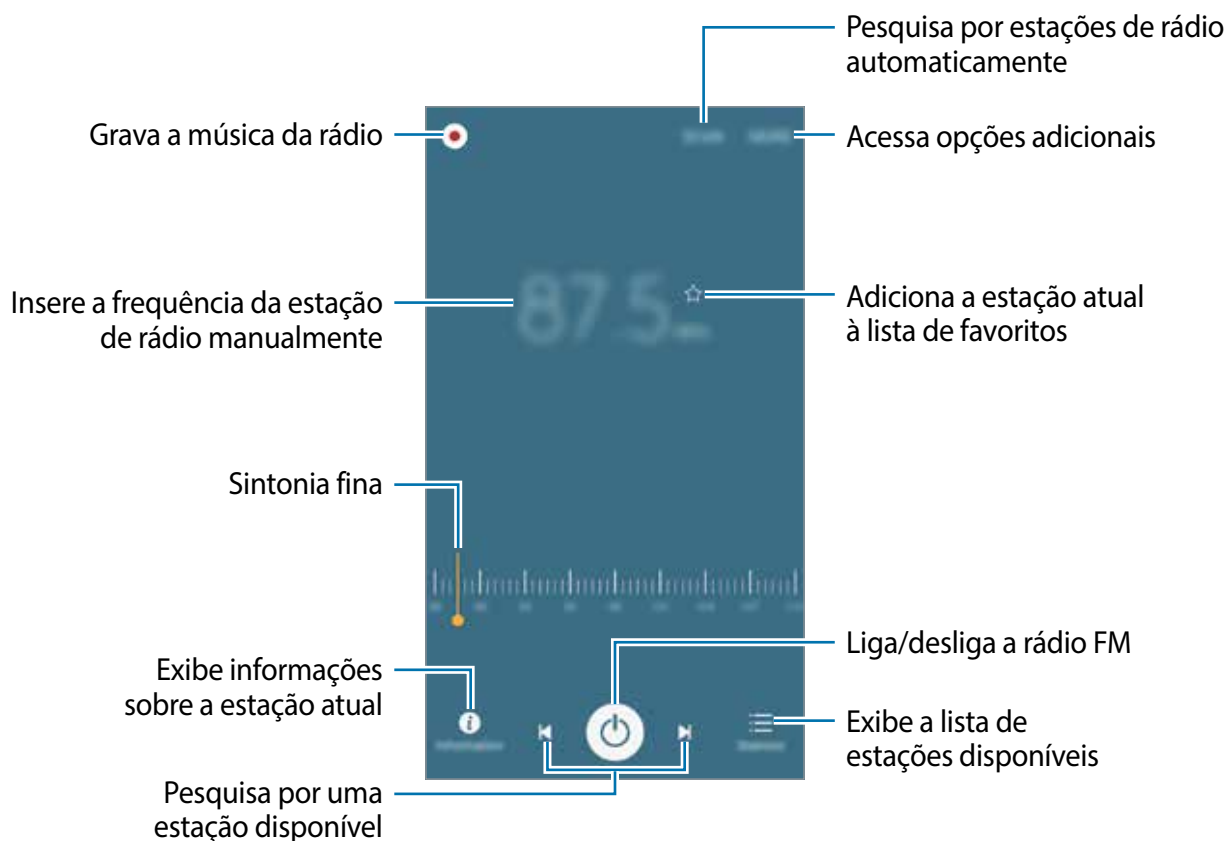 Pesquisa por estações de rádio
automaticamente
Grava a música da rádio
Acessa opções adicionais
Insere a frequência da estação
de rádio manualmente
87.5
Adiciona a estação atual
à lista de favoritos
Sintonia fina
Liga/desliga a rádio FM
Exibe informações
sobre a estação atual
Exibe a lista de
estações disponíveis
Pesquisa por uma
estação disponível